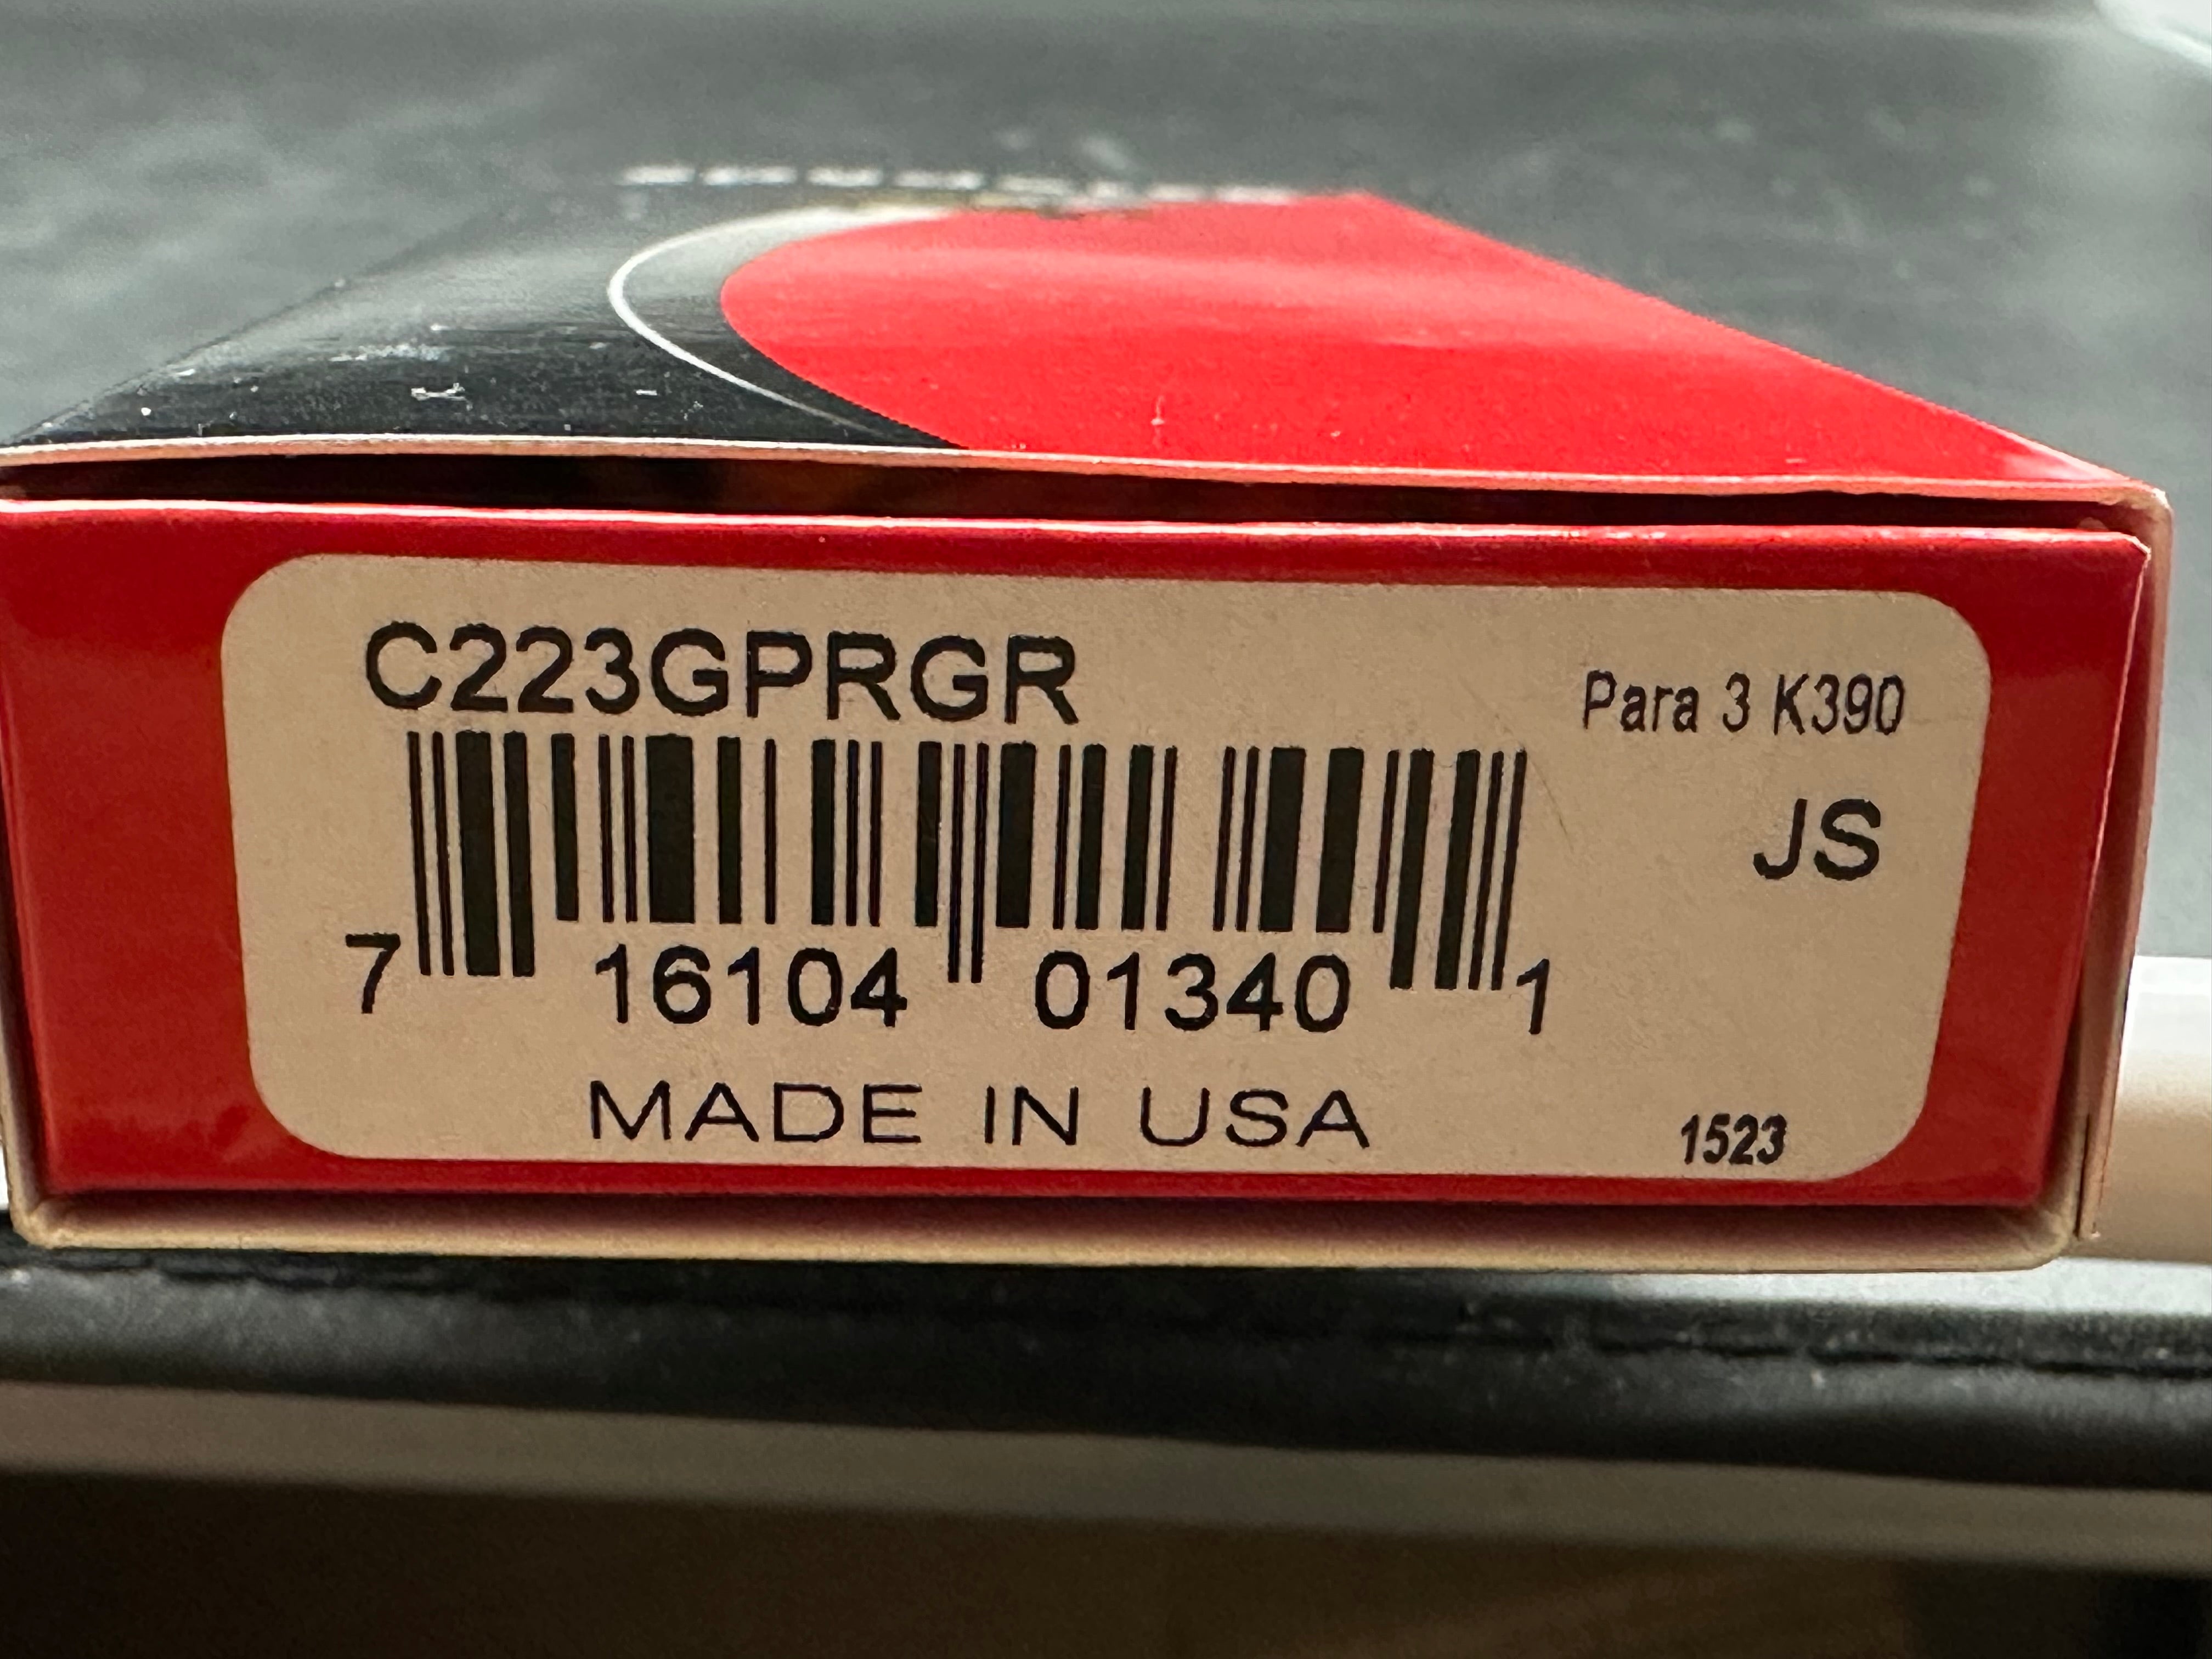 C223GPRGR
Para 3 K390
JS
7 16104 01340 1
MADE IN USA
1523